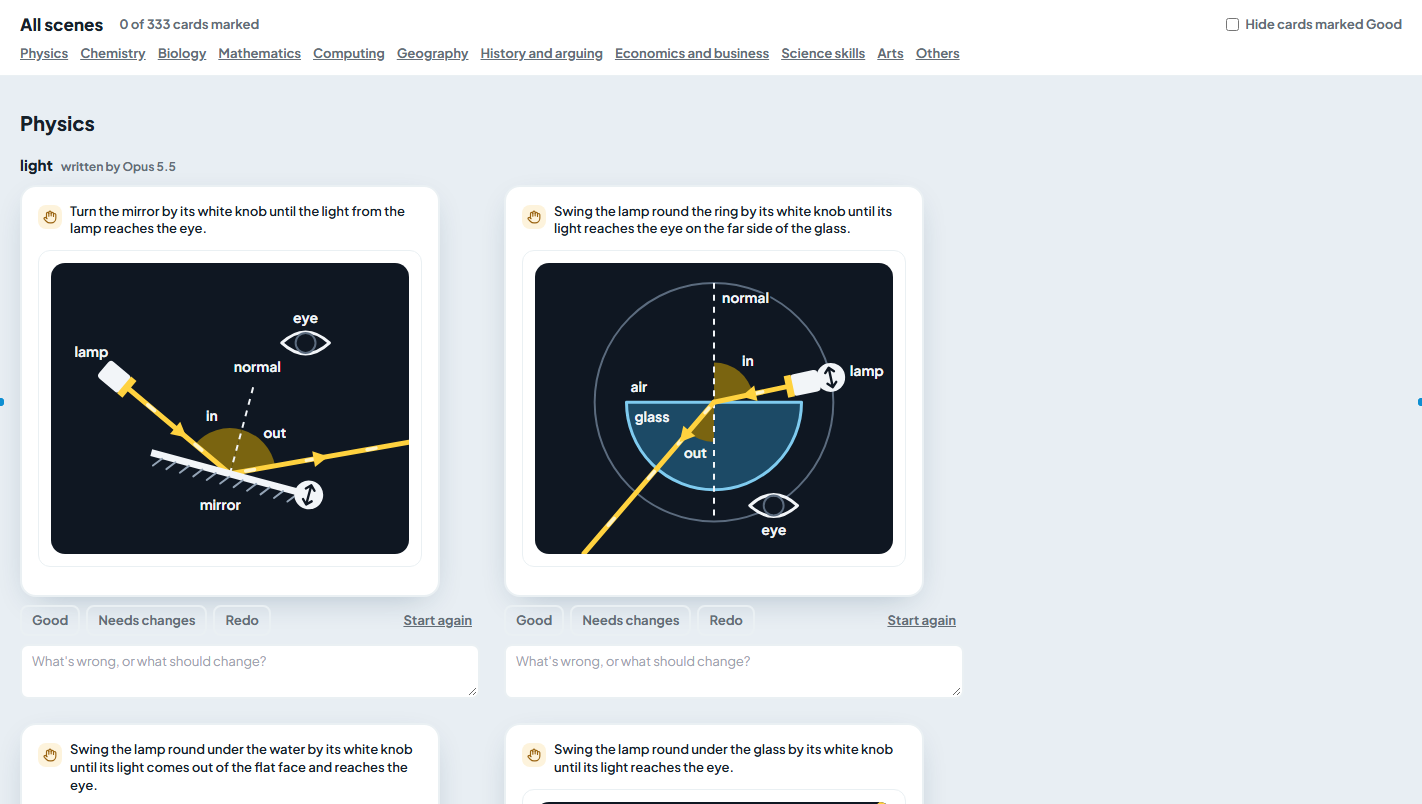 All scenes 0 of 333 cards marked Hide cards marked Good
Physics Chemistry Biology Mathematics Computing Geography History and arguing Economics and business Science skills Arts Others
Physics
light written by Opus 5.5
Turn the mirror by its white knob until the light from the
lamp reaches the eye.
eye
lamp
normal
in
out
mirror
Good Needs changes Redo Start again
What's wrong, or what should change?
Swing the lamp round the ring by its white knob until its
light reaches the eye on the far side of the glass.
normal
in
lamp
air
glass
out
eye
Good Needs changes Redo Start again
What's wrong, or what should change?
Swing the lamp round under the water by its white knob
until its light comes out of the flat face and reaches the
eye.
Swing the lamp round under the glass by its white knob
until its light reaches the eye.